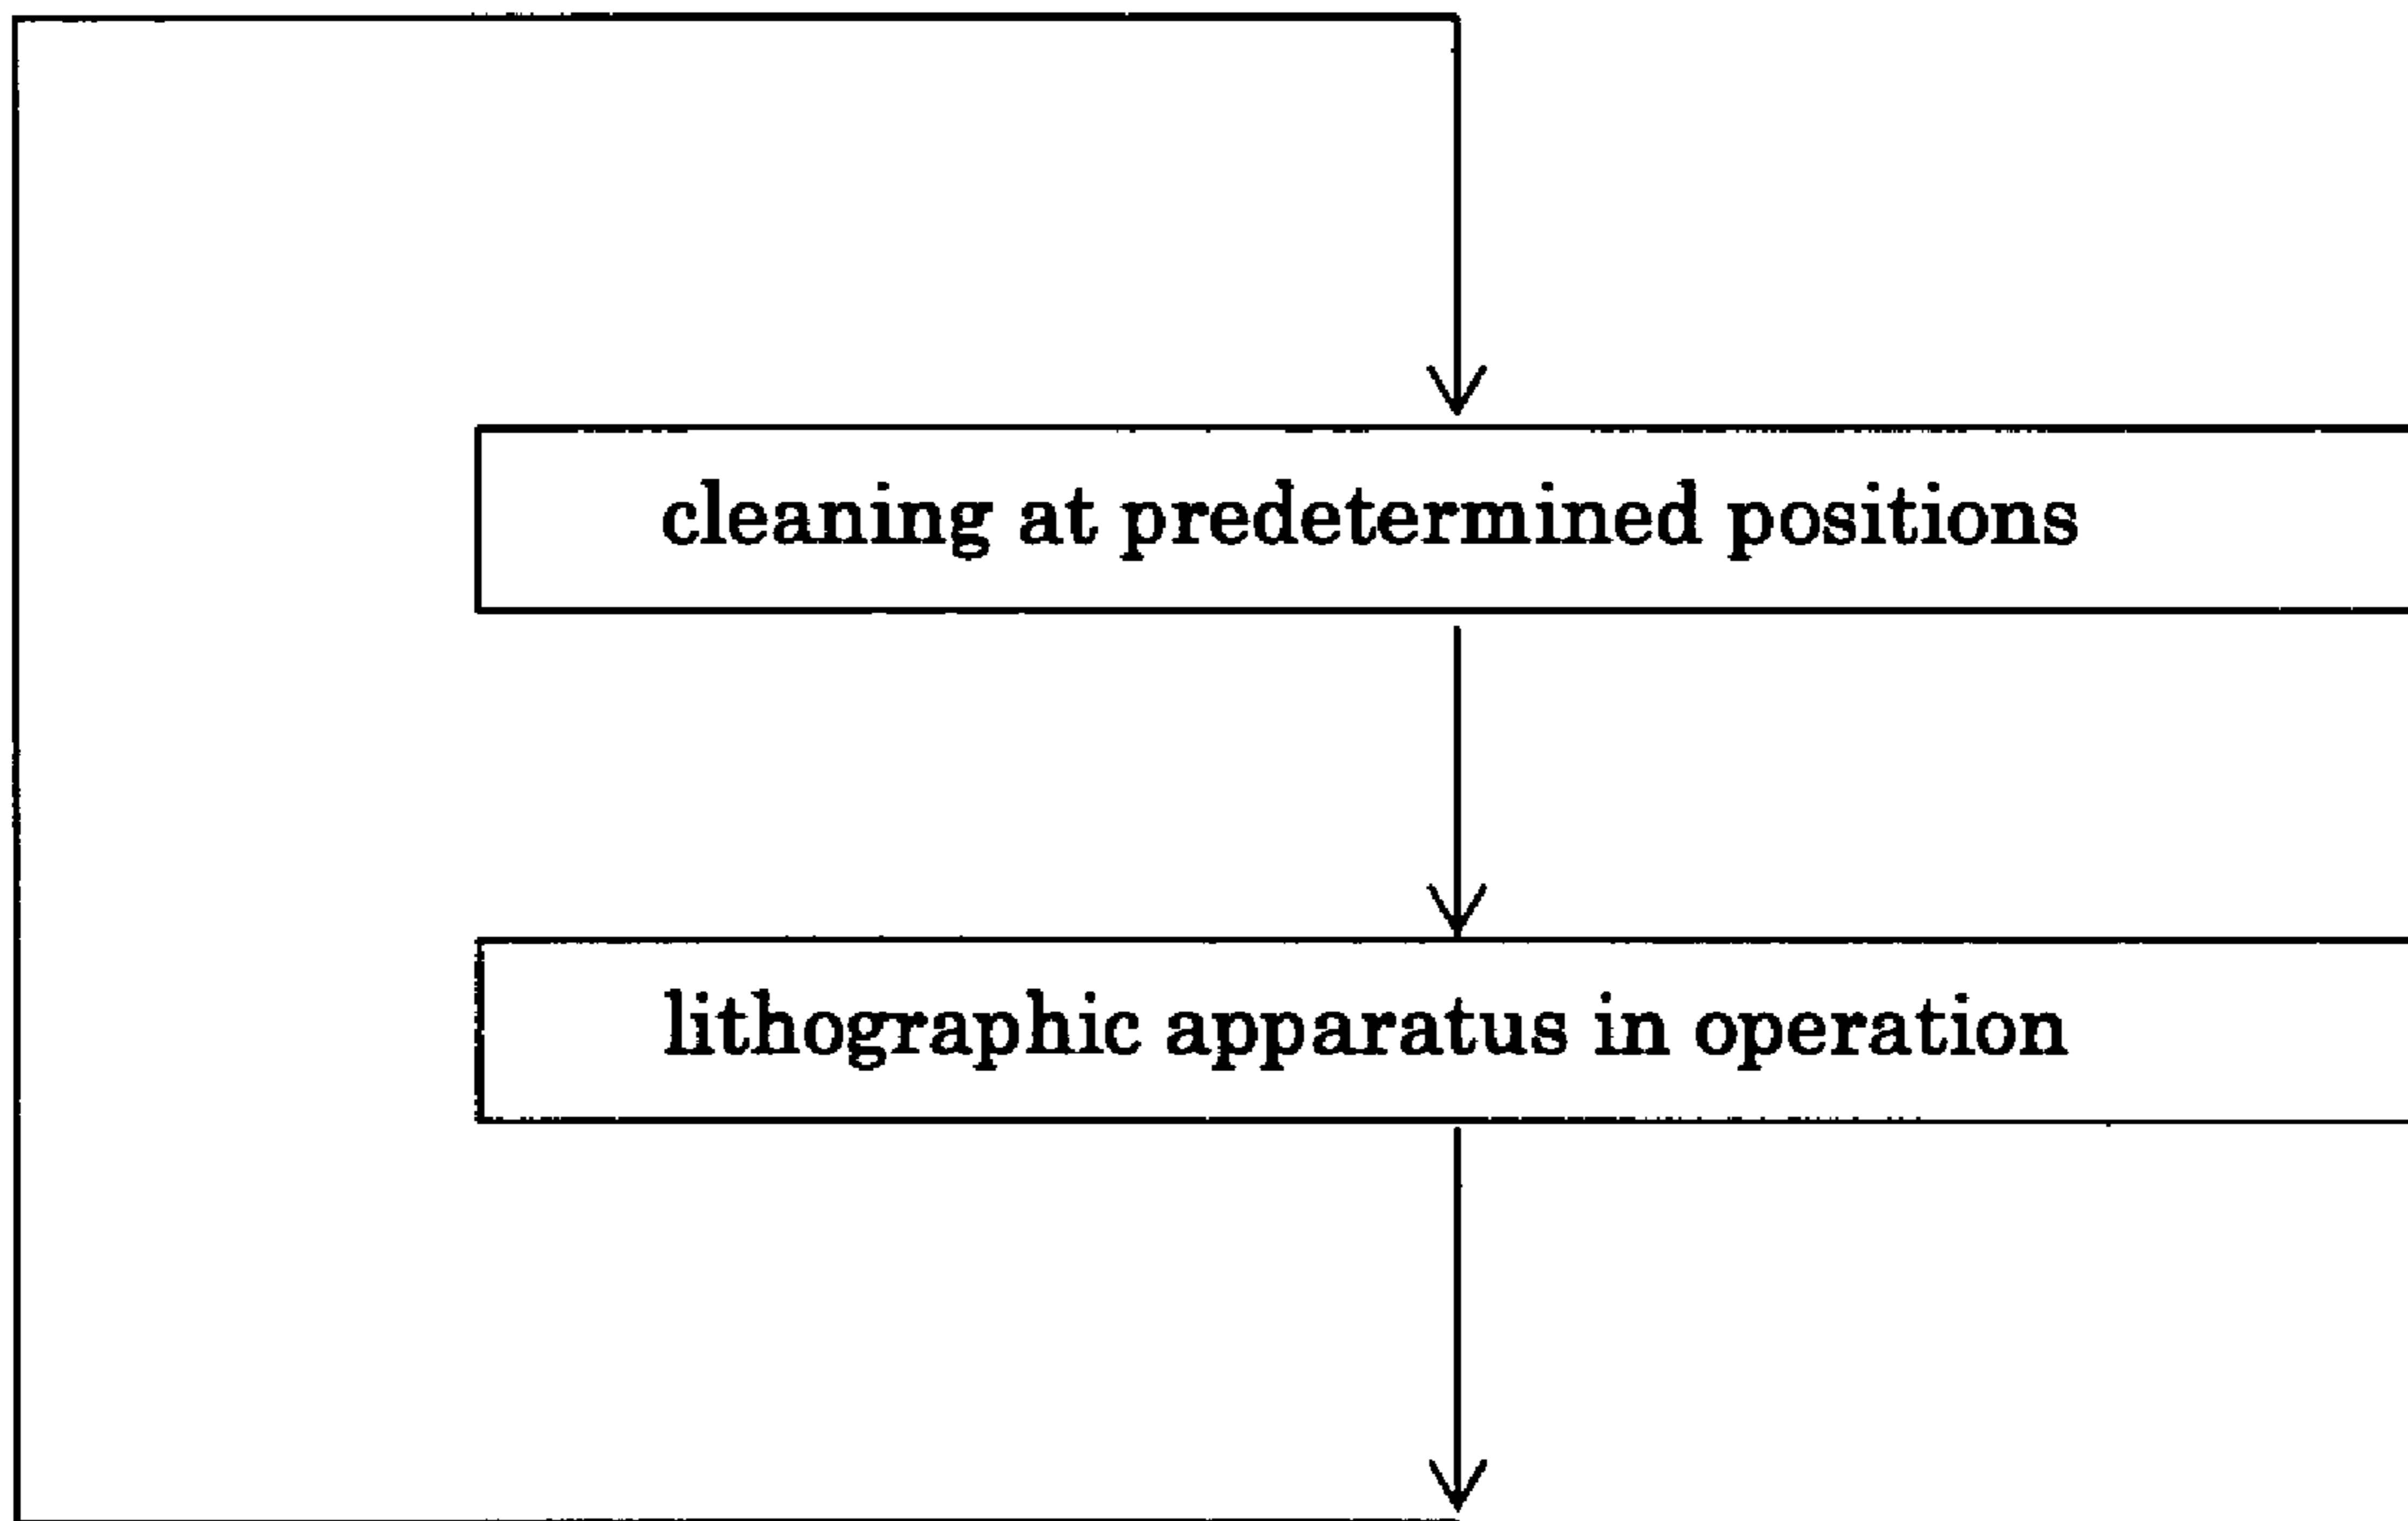 cleaning at predetermined positions
lithographic apparatus in operation